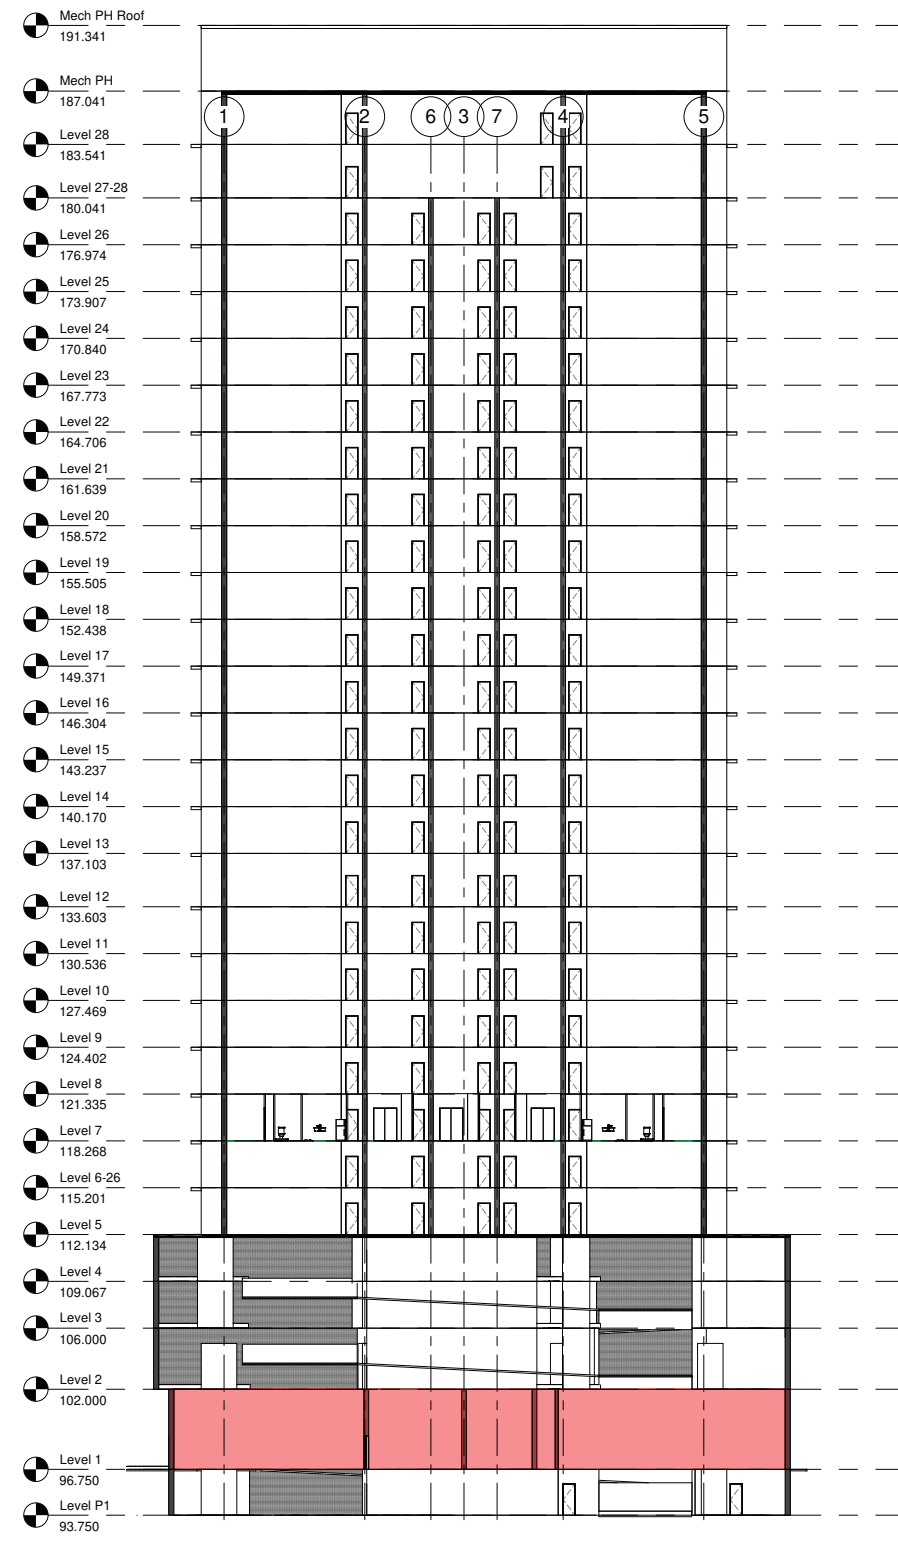 Mech PH Roof
191.341
Mech PH
187.041
1 2 6 3 7 4 5
Level 28
183.541
Level 27-28
180.041
Level 26
176.974
Level 25
173.907
Level 24
170.840
Level 23
167.773
Level 22
164.706
Level 21
161.639
Level 20
158.572
Level 19
155.505
Level 18
152.438
Level 17
149.371
Level 16
146.304
Level 15
143.237
Level 14
140.170
Level 13
137.103
Level 12
133.603
Level 11
130.536
Level 10
127.469
Level 9
124.402
Level 8
121.335
Level 7
118.268
Level 6-26
115.201
Level 5
112.134
Level 4
109.067
Level 3
106.000
Level 2
102.000
Level 1
96.750
Level P1
93.750